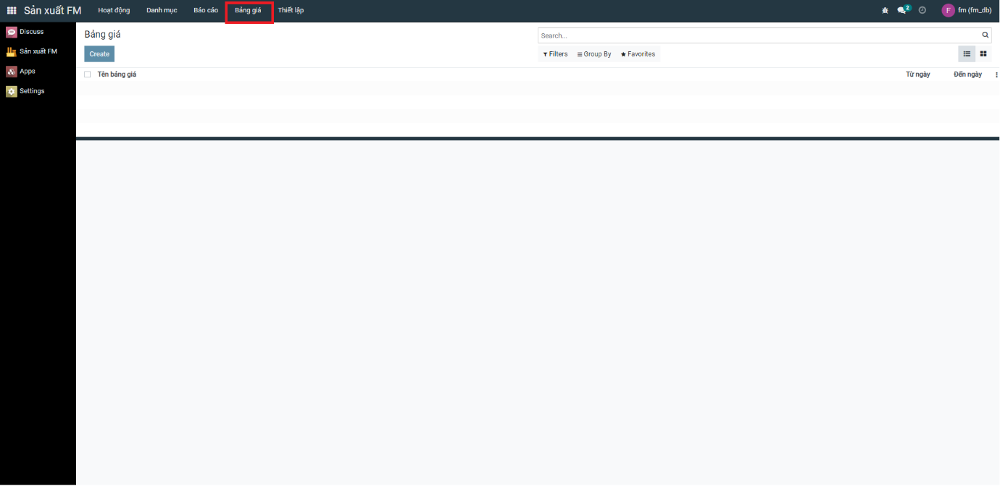 Sản xuất FM Hoạt động Danh mục Báo cáo Bảng giá Thiết lập 2 F fm (fm_db)
Discuss
Sản xuất FM
Apps
Settings
Bảng giá
Search...
Create
Filters Group By Favorites
Tên bảng giá Từ ngày Đến ngày